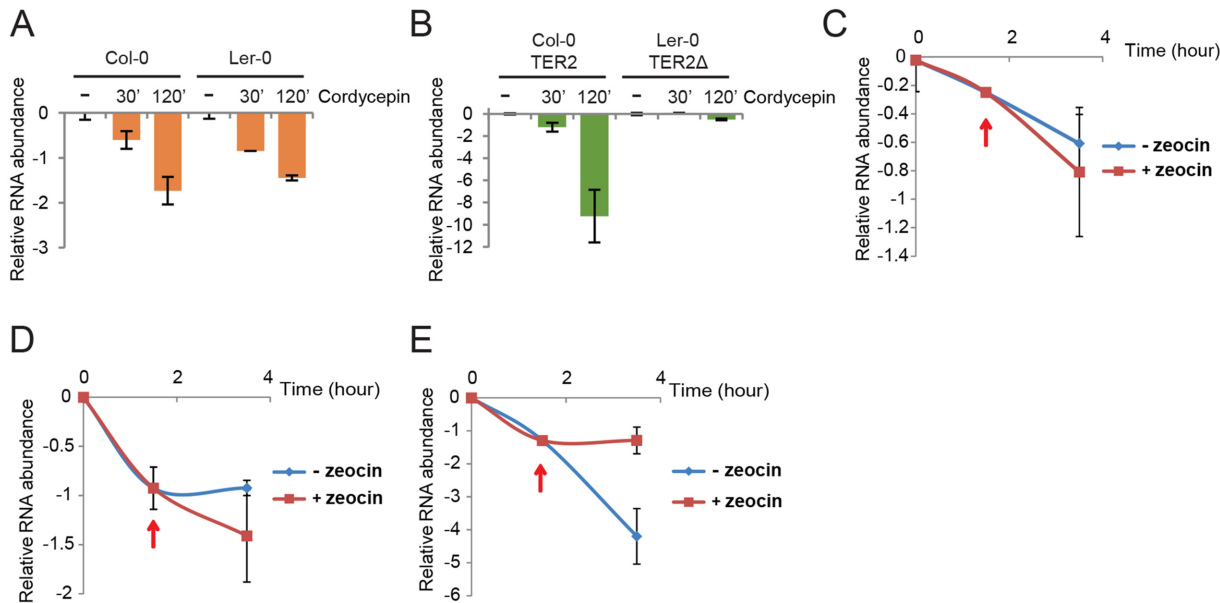 A
Col-0 Ler-0
– 30' 120' – 30' 120' Cordycepin
0
-1
-2
-3
Relative RNA abundance
B
Col-0 Ler-0
TER2 TER2Δ
– 30' 120' – 30' 120' Cordycepin
0
-2
-4
-6
-8
-10
-12
Relative RNA abundance
C
0 2 4 Time (hour)
0
-0.2
-0.4
-0.6
-0.8
-1
-1.2
-1.4
Relative RNA abundance
- zeocin
+ zeocin
D
0 2 4 Time (hour)
0
-0.5
-1
-1.5
-2
Relative RNA abundance
- zeocin
+ zeocin
E
0 2 4 Time (hour)
0
-1
-2
-3
-4
-5
-6
Relative RNA abundance
- zeocin
+ zeocin